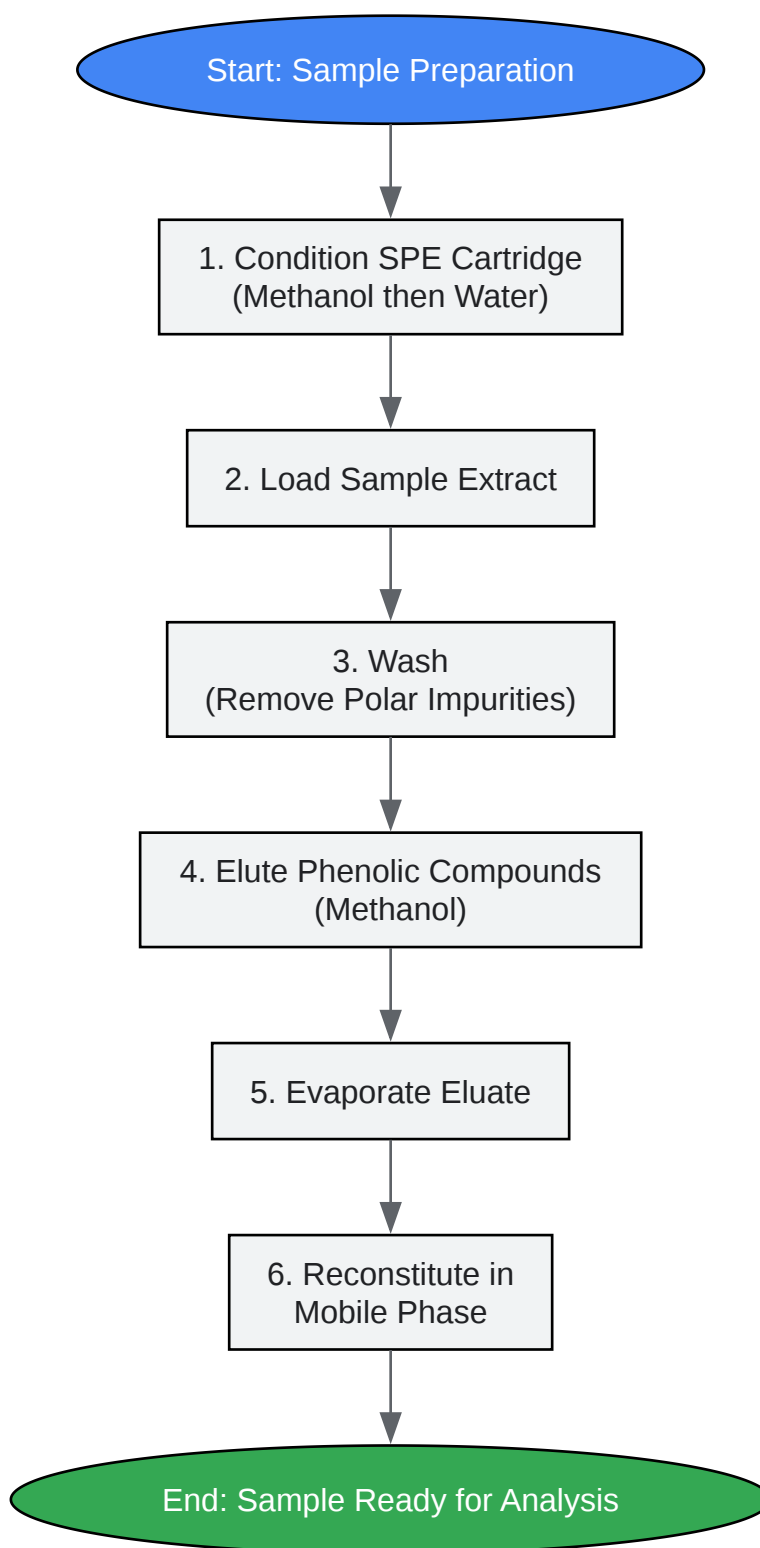 Start: Sample Preparation
1. Condition SPE Cartridge
(Methanol then Water)
2. Load Sample Extract
3. Wash
(Remove Polar Impurities)
4. Elute Phenolic Compounds
(Methanol)
5. Evaporate Eluate
6. Reconstitute in
Mobile Phase
End: Sample Ready for Analysis